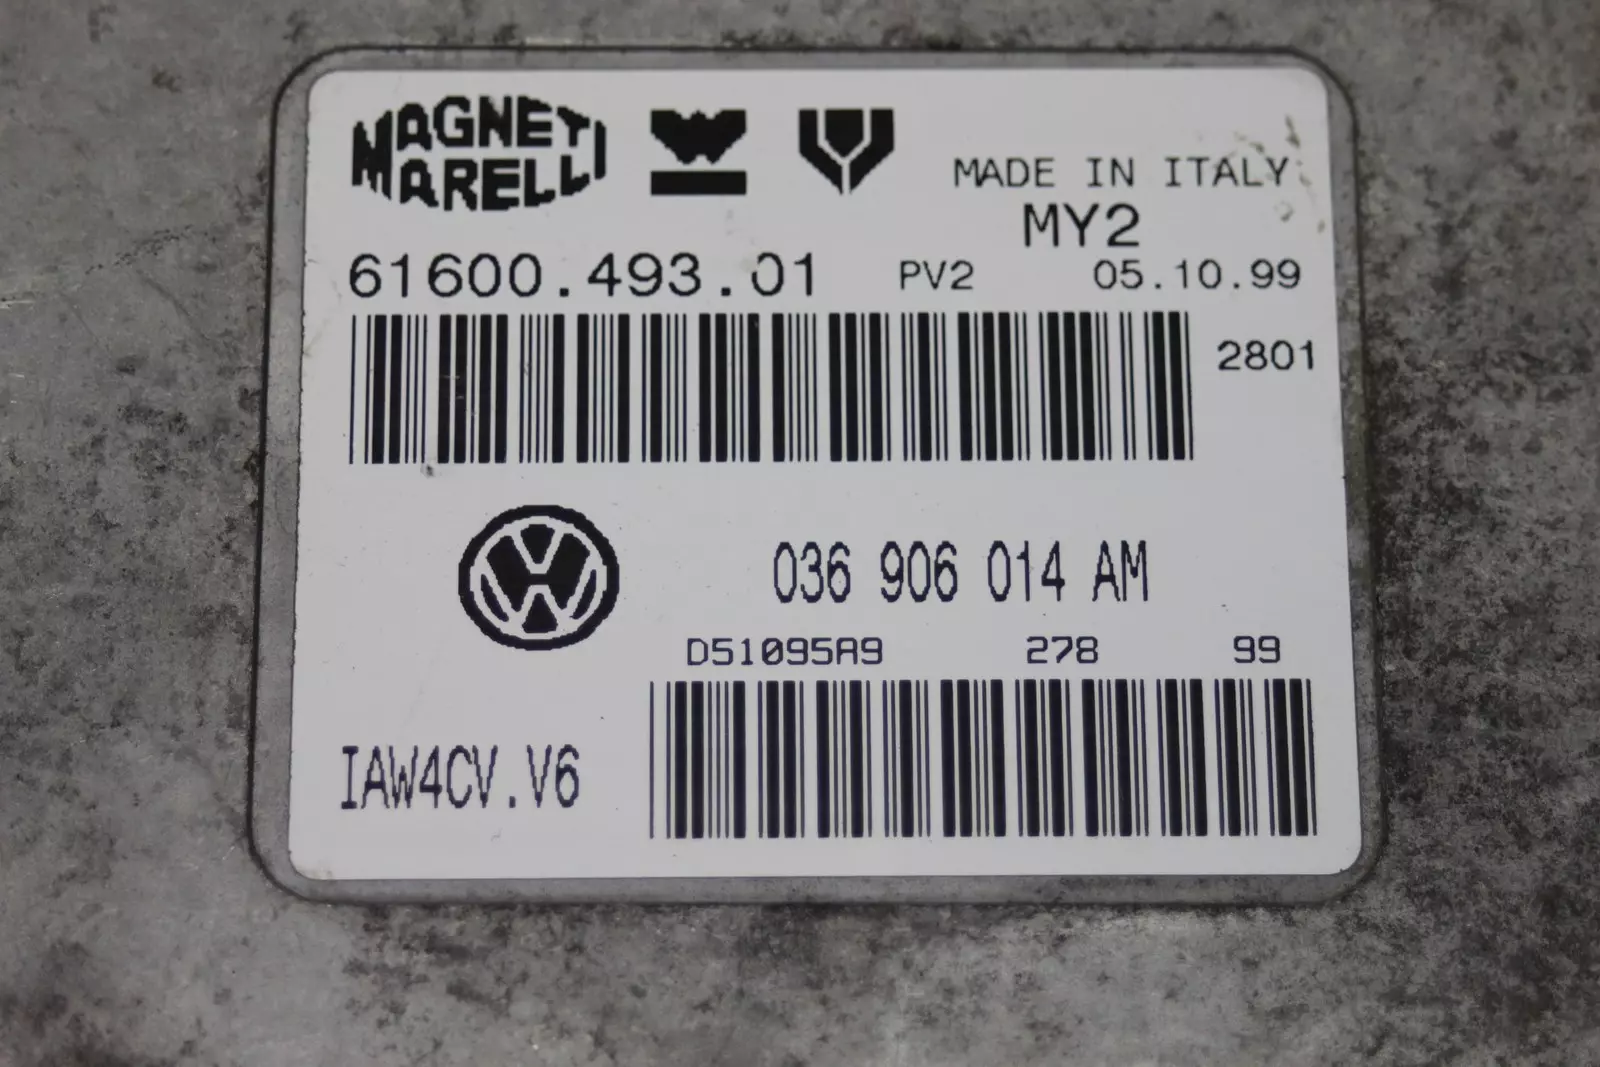 MAGNETI
MARELLI
MADE IN ITALY
MY2
61600.493.01 PV2 05.10.99
2801
036 906 014 AM
D51095A9 278 99
IAW4CV.V6